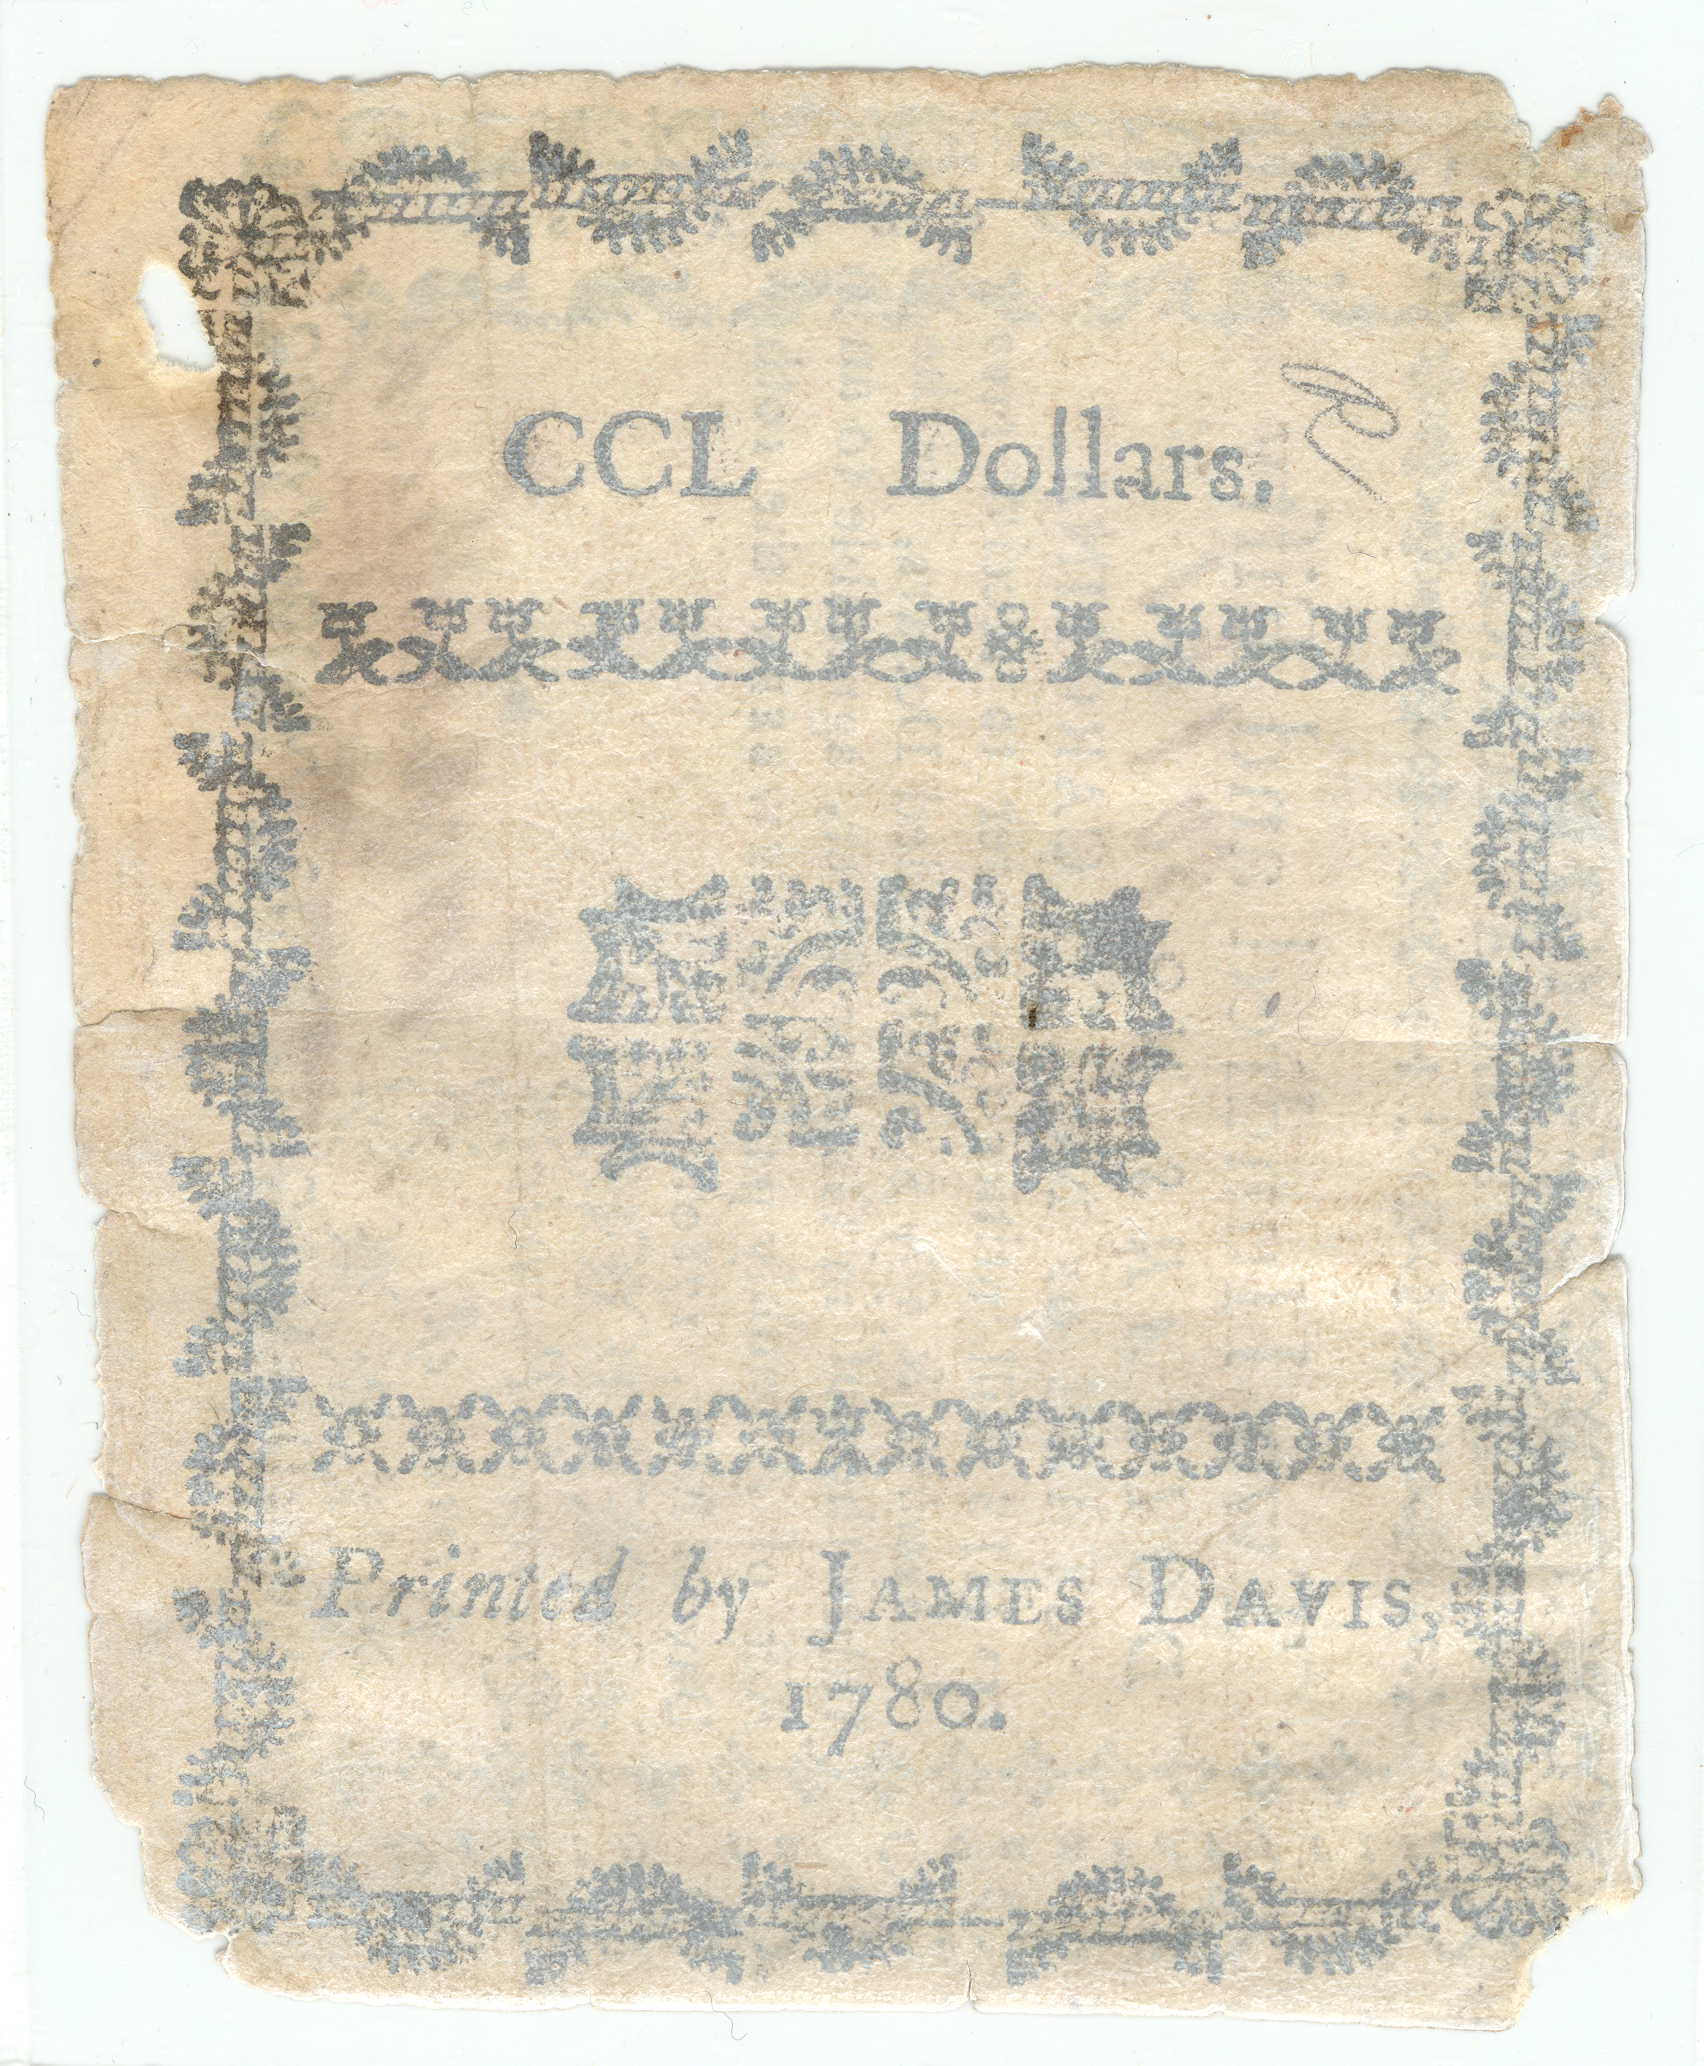 CCL Dollars.
Printed by JAMES DAVIS,
1780.